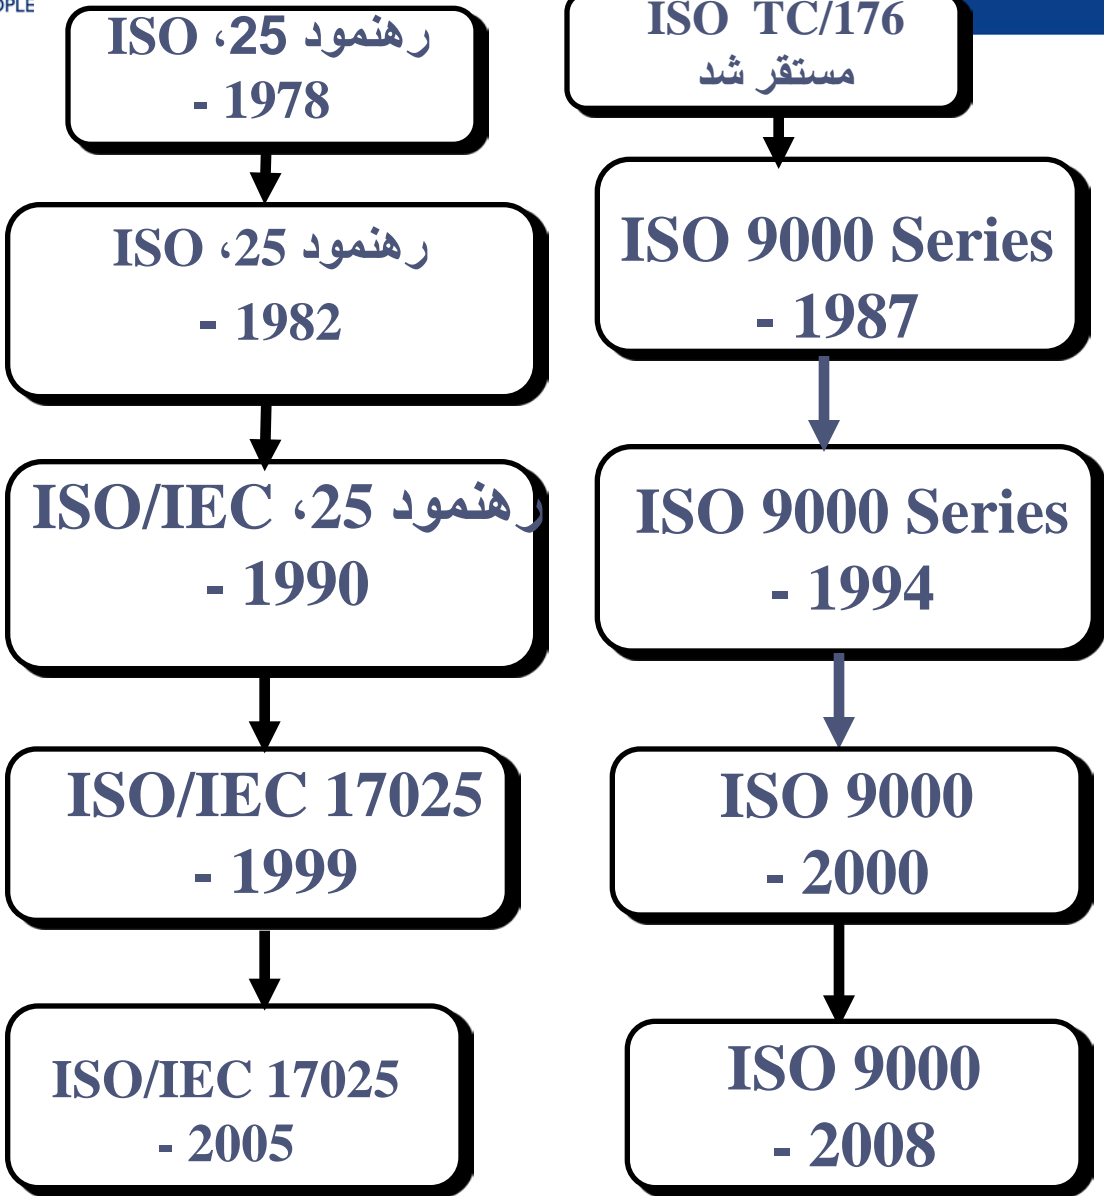 OPLE
رهنمود 25، ISO
- 1978
رهنمود 25، ISO
- 1982
رهنمود 25، ISO/IEC
- 1990
ISO/IEC 17025
- 1999
ISO/IEC 17025
- 2005
ISO TC/176
مستقر شد
ISO 9000 Series
- 1987
ISO 9000 Series
- 1994
ISO 9000
- 2000
ISO 9000
- 2008